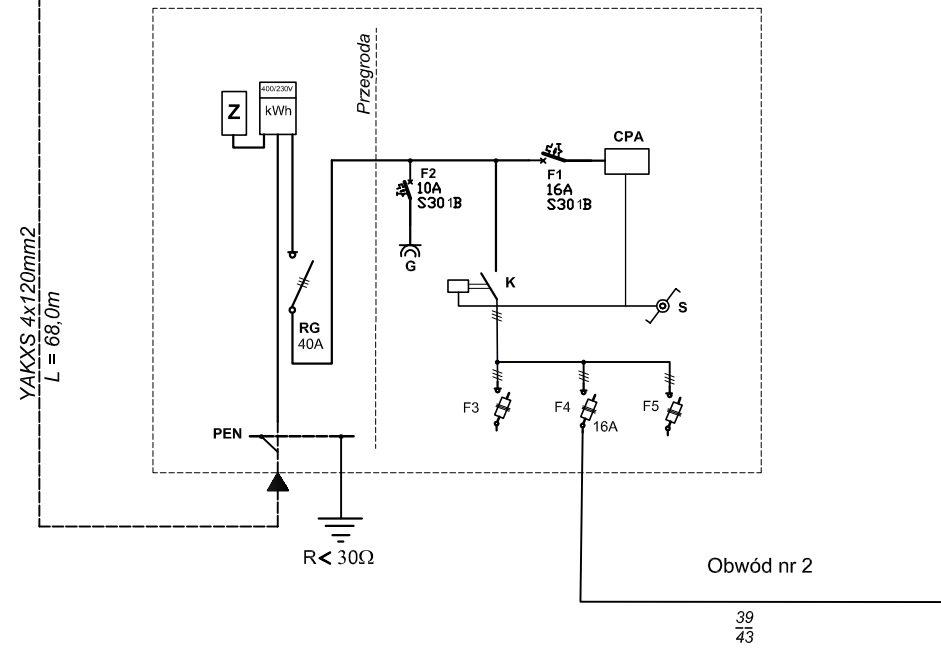 Przegroda
400/230V
Z
kWh
CPA
F2
10A
S301B
F1
16A
S301B
G
K
S
YAKXS 4x120mm2
L = 68,0m
RG
40A
F3
F4
16A
F5
PEN
R< 30Ω
Obwód nr 2
39
43